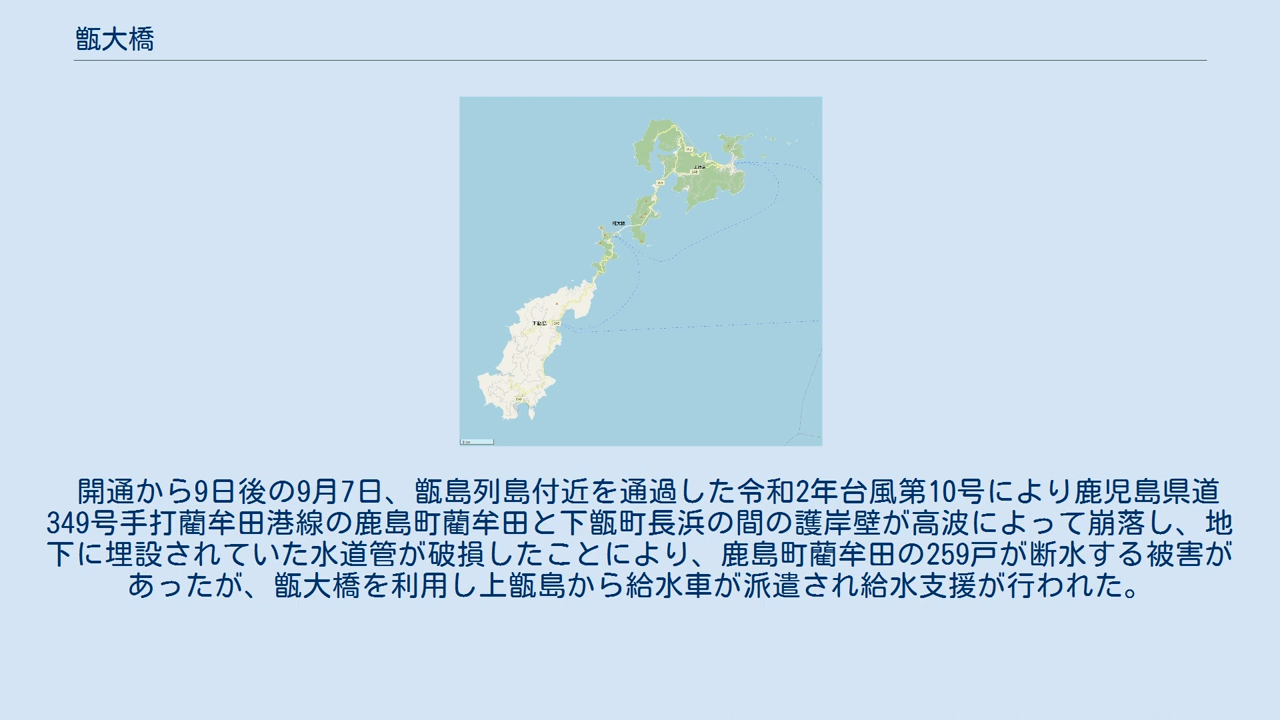 甑大橋
開通から9日後の9月7日、甑島列島付近を通過した令和2年台風第10号により鹿児島県道
349号手打藺牟田港線の鹿島町藺牟田と下甑町長浜の間の護岸壁が高波によって崩落し、地
下に埋設されていた水道管が破損したことにより、鹿島町藺牟田の259戸が断水する被害が
あったが、甑大橋を利用し上甑島から給水車が派遣され給水支援が行われた。